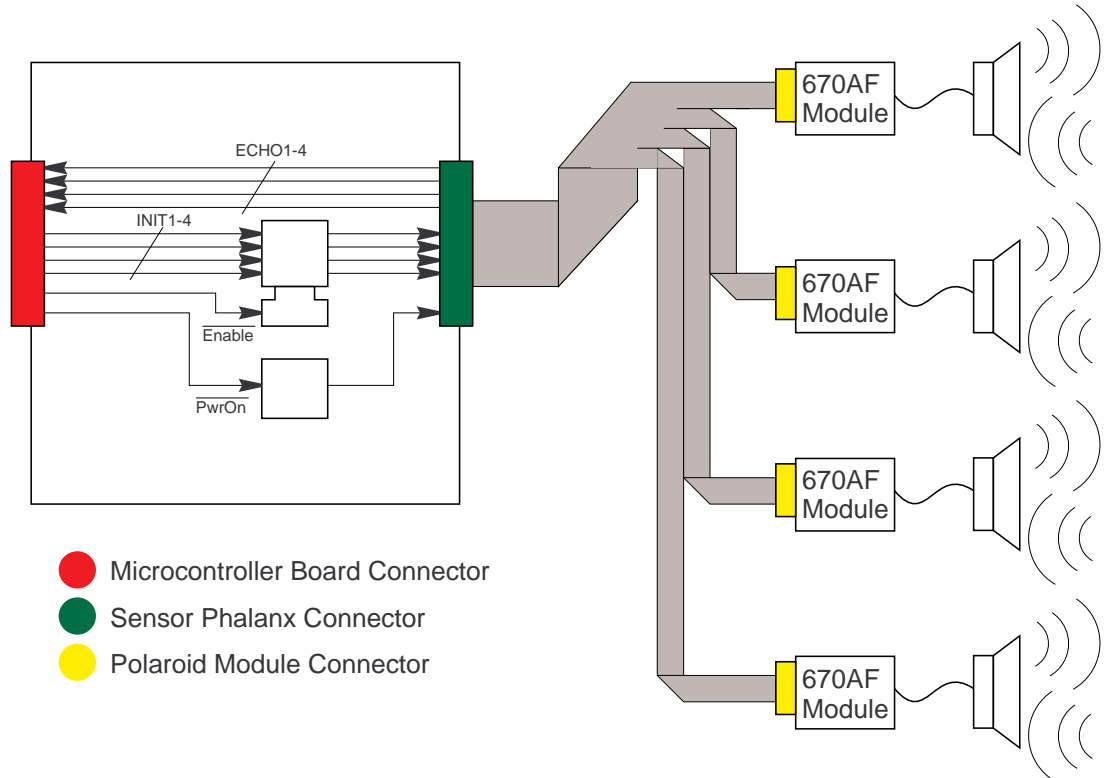 ECHO1-4
INIT1-4
Enable
PwrOn
670AF
Module
670AF
Module
670AF
Module
670AF
Module
Microcontroller Board Connector
Sensor Phalanx Connector
Polaroid Module Connector